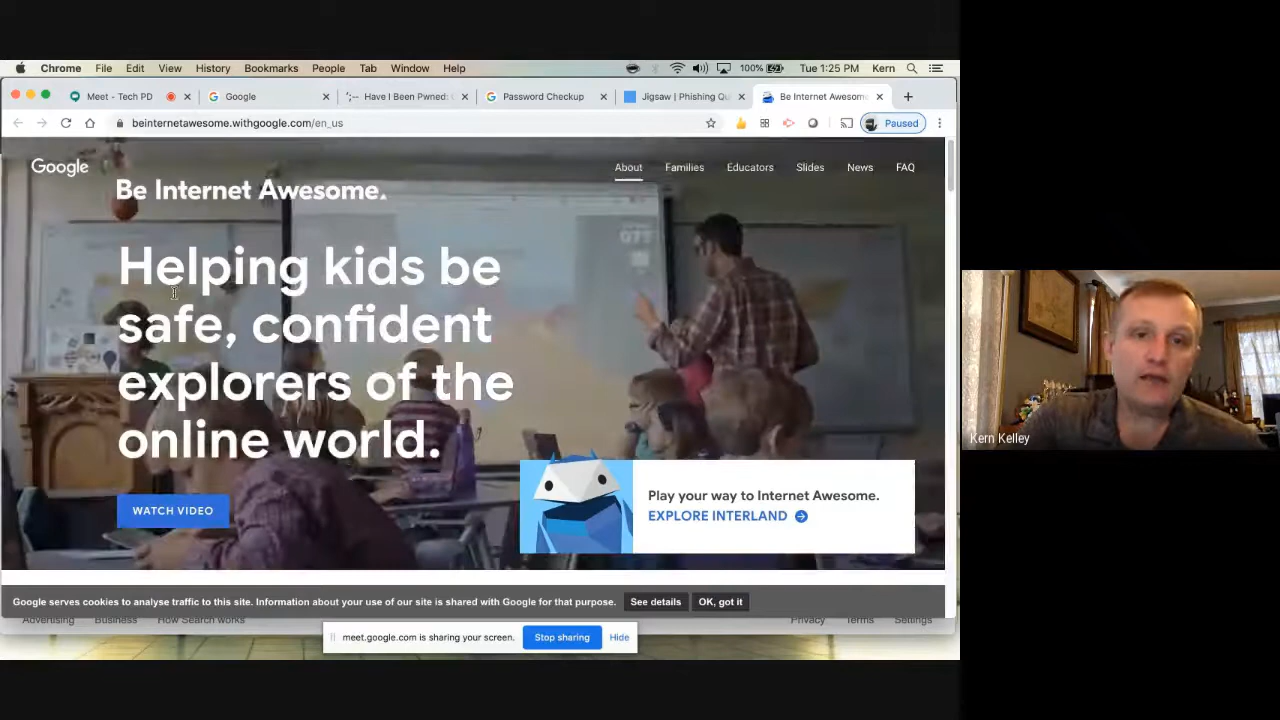 Chrome File Edit View History Bookmarks People Tab Window Help 100% Tue 1:25 PM Kern
Meet - Tech PD Google Have I Been Pwned: Password Checkup Jigsaw | Phishing Qu Be Internet Awesome
beinternetawesome.withgoogle.com/en_us Paused
Google About Families Educators Slides News FAQ
Be Internet Awesome.
Helping kids be
safe, confident
explorers of the
online world.
WATCH VIDEO
Play your way to Internet Awesome.
EXPLORE INTERLAND
Google serves cookies to analyse traffic to this site. Information about your use of our site is shared with Google for that purpose. See details OK, got it
Advertising Business How Search works Privacy Terms Settings
meet.google.com is sharing your screen. Stop sharing Hide
Kern Kelley